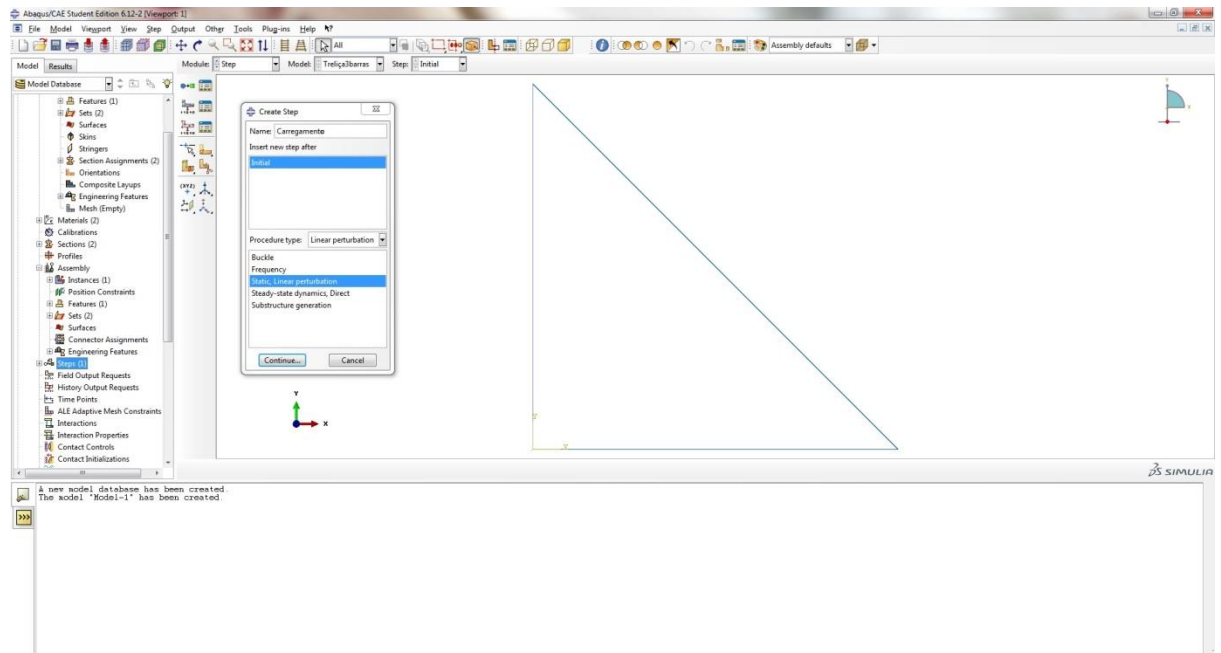 Abaqus/CAE Student Edition 6.12-2 [Viewport: 1]
File Model Viewport View Step Output Other Tools Plug-ins Help
All
Assembly defaults
Model Results
Module: Step Model: Treliça3barras Step: Initial
Model Database
Features (1)
Sets (2)
Surfaces
Skins
Stringers
Section Assignments (2)
Orientations
Composite Layups
Engineering Features
Mesh (Empty)
Materials (2)
Calibrations
Sections (2)
Profiles
Assembly
Instances (1)
Position Constraints
Features (1)
Sets (2)
Surfaces
Connector Assignments
Engineering Features
Steps (1)
Field Output Requests
History Output Requests
Time Points
ALE Adaptive Mesh Constraints
Interactions
Interaction Properties
Contact Controls
Contact Initializations
(XYZ)
Create Step
Name: Carregamento
Insert new step after
Initial
Procedure type: Linear perturbation
Buckle
Frequency
Static, Linear perturbation
Steady-state dynamics, Direct
Substructure generation
Continue...
Cancel
Y
X
Y
X
SIMULIA
A new model database has been created.
The model "Model-1" has been created.
>>>